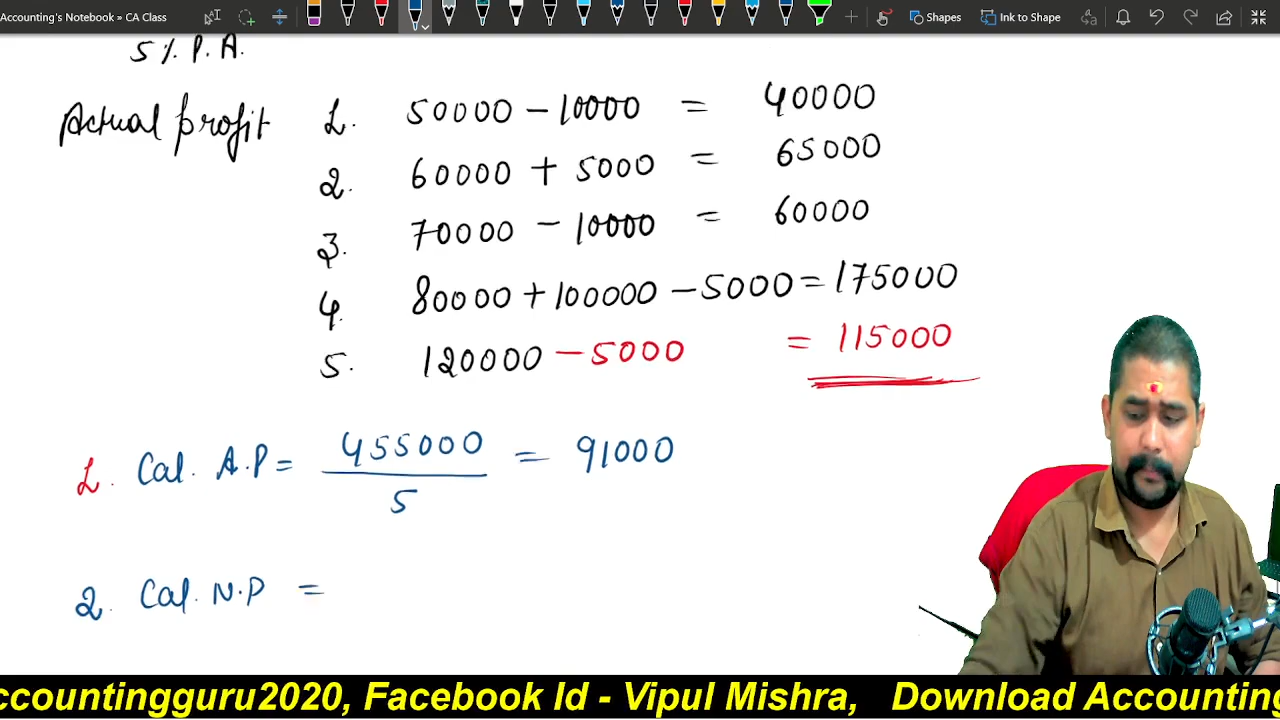 Accounting's Notebook » CA Class Shapes Ink to Shape
5 % P.A.
Actual profit 1. 50000 - 10000 = 40000
2. 60000 + 5000 = 65000
3. 70000 - 10000 = 60000
4. 80000 + 100000 - 5000 = 175000
5. 120000 - 5000 = 115000
1. Cal. A.P = 455000 = 91000
5
2. Cal. N.P =
ccountingguru2020, Facebook Id - Vipul Mishra, Download Accounting